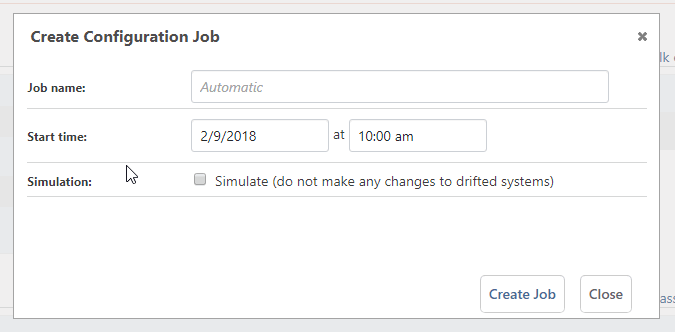 Create Configuration Job
Job name: Automatic
Start time: 2/9/2018 at 10:00 am
Simulation: Simulate (do not make any changes to drifted systems)
Create Job Close